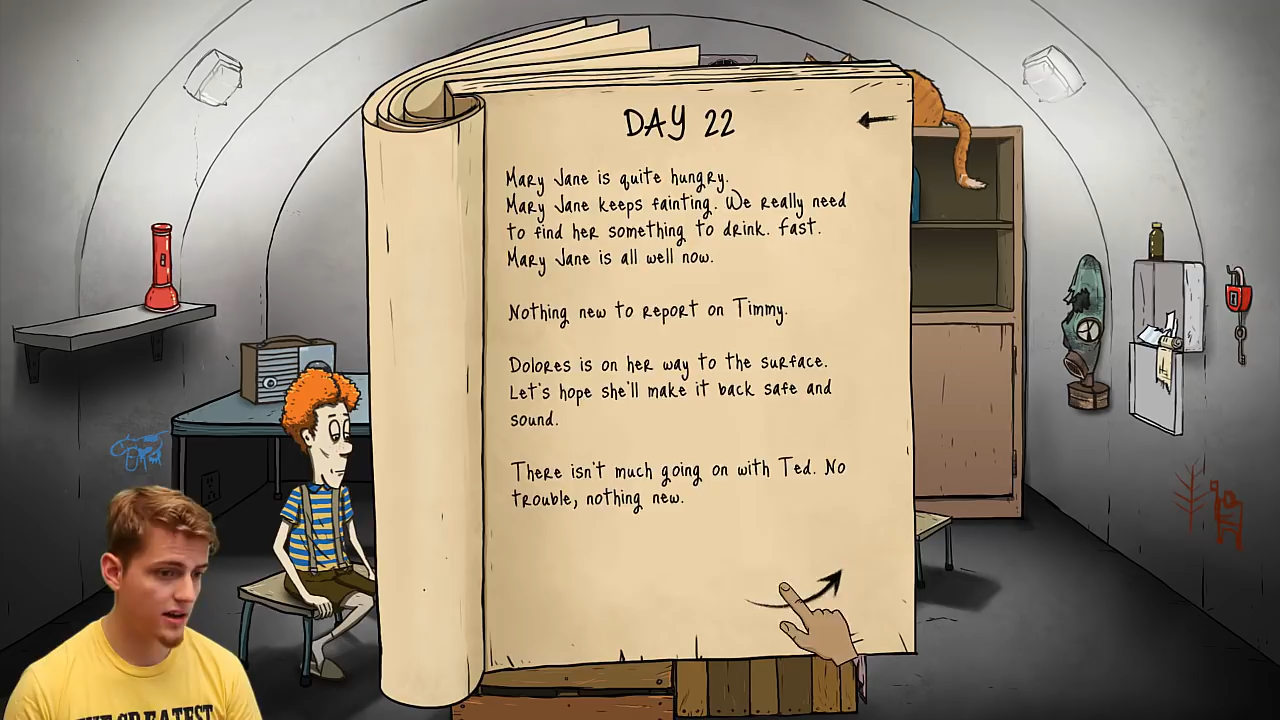 DAY 22
Mary Jane is quite hungry.
Mary Jane keeps fainting. We really need
to find her something to drink. Fast.
Mary Jane is all well now.
Nothing new to report on Timmy.
Dolores is on her way to the surface.
Let's hope she'll make it back safe and
sound.
There isn't much going on with Ted. No
trouble, nothing new.
GREATEST